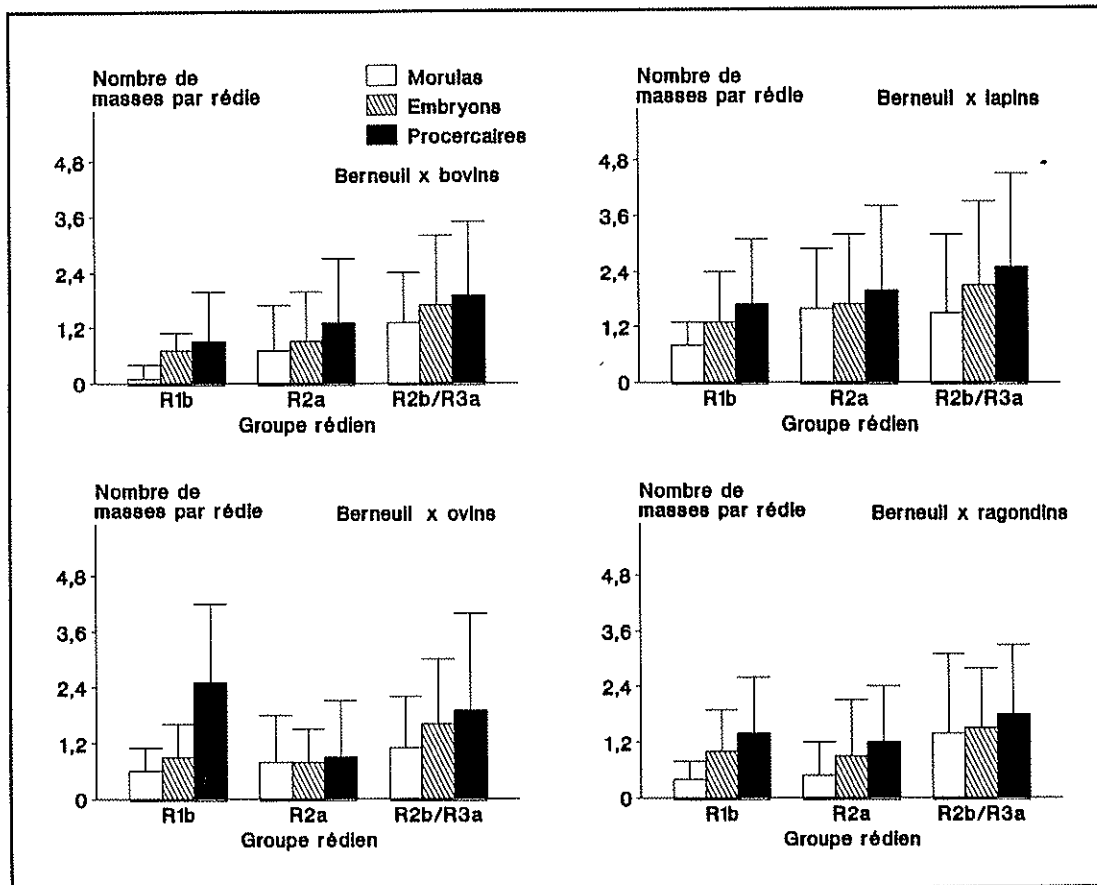 Nombre de
masses par rédie
Morulas
Embryons
Procercaires
Berneuil x bovins
4,8
3,6
2,4
1,2
0
R1b R2a R2b/R3a
Groupe rédien
Nombre de
masses par rédie
Berneuil x lapins
4,8
3,6
2,4
1,2
0
R1b R2a R2b/R3a
Groupe rédien
Nombre de
masses par rédie
Berneuil x ovins
4,8
3,6
2,4
1,2
0
R1b R2a R2b/R3a
Groupe rédien
Nombre de
masses par rédie
Berneuil x ragondins
4,8
3,6
2,4
1,2
0
R1b R2a R2b/R3a
Groupe rédien